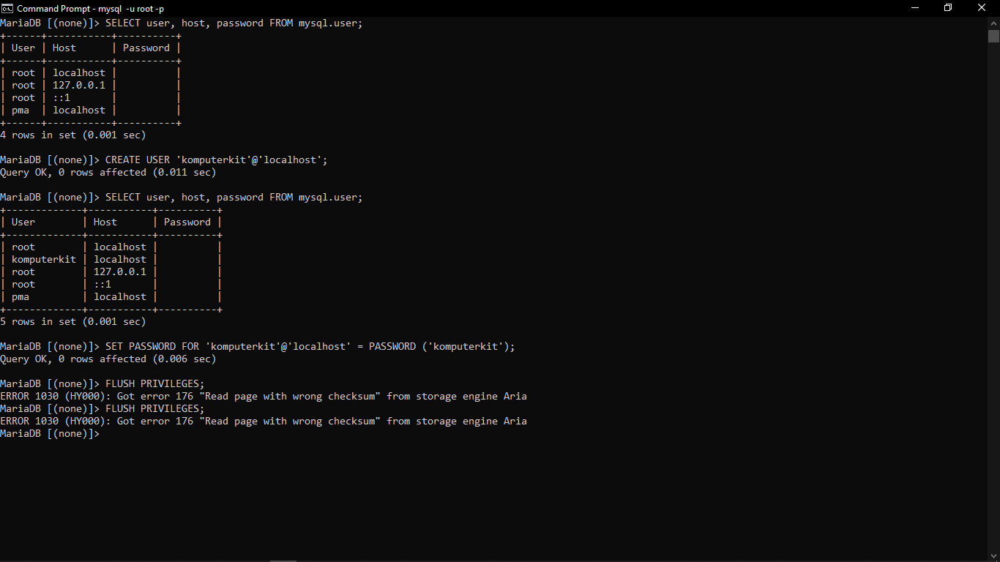 Command Prompt - mysql -u root -p
MariaDB [(none)]> SELECT user, host, password FROM mysql.user;
+------+-----------+----------+
| User | Host      | Password |
+------+-----------+----------+
| root | localhost |          |
| root | 127.0.0.1 |          |
| root | ::1       |          |
| pma  | localhost |          |
+------+-----------+----------+
4 rows in set (0.001 sec)
MariaDB [(none)]> CREATE USER 'komputerkit'@'localhost';
Query OK, 0 rows affected (0.011 sec)
MariaDB [(none)]> SELECT user, host, password FROM mysql.user;
+-------------+-----------+----------+
| User        | Host      | Password |
+-------------+-----------+----------+
| root        | localhost |          |
| komputerkit | localhost |          |
| root        | 127.0.0.1 |          |
| root        | ::1       |          |
| pma         | localhost |          |
+-------------+-----------+----------+
5 rows in set (0.001 sec)
MariaDB [(none)]> SET PASSWORD FOR 'komputerkit'@'localhost' = PASSWORD ('komputerkit');
Query OK, 0 rows affected (0.006 sec)
MariaDB [(none)]> FLUSH PRIVILEGES;
ERROR 1030 (HY000): Got error 176 "Read page with wrong checksum" from storage engine Aria
MariaDB [(none)]> FLUSH PRIVILEGES;
ERROR 1030 (HY000): Got error 176 "Read page with wrong checksum" from storage engine Aria
MariaDB [(none)]>